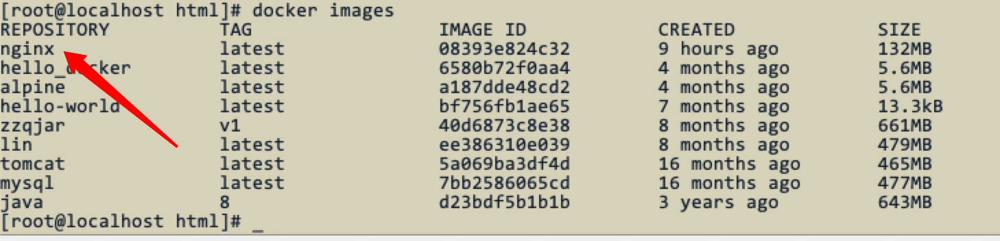 [root@localhost html]# docker images
REPOSITORY TAG IMAGE ID CREATED SIZE
nginx latest 08393e824c32 9 hours ago 132MB
hello_docker latest 6580b72f0aa4 4 months ago 5.6MB
alpine latest a187dde48cd2 4 months ago 5.6MB
hello-world latest bf756fb1ae65 7 months ago 13.3kB
zzqjar v1 40d6873c8e38 8 months ago 661MB
lin latest ee386310e039 8 months ago 479MB
tomcat latest 5a069ba3df4d 16 months ago 465MB
mysql latest 7bb2586065cd 16 months ago 477MB
java 8 d23bdf5b1b1b 3 years ago 643MB
[root@localhost html]# _